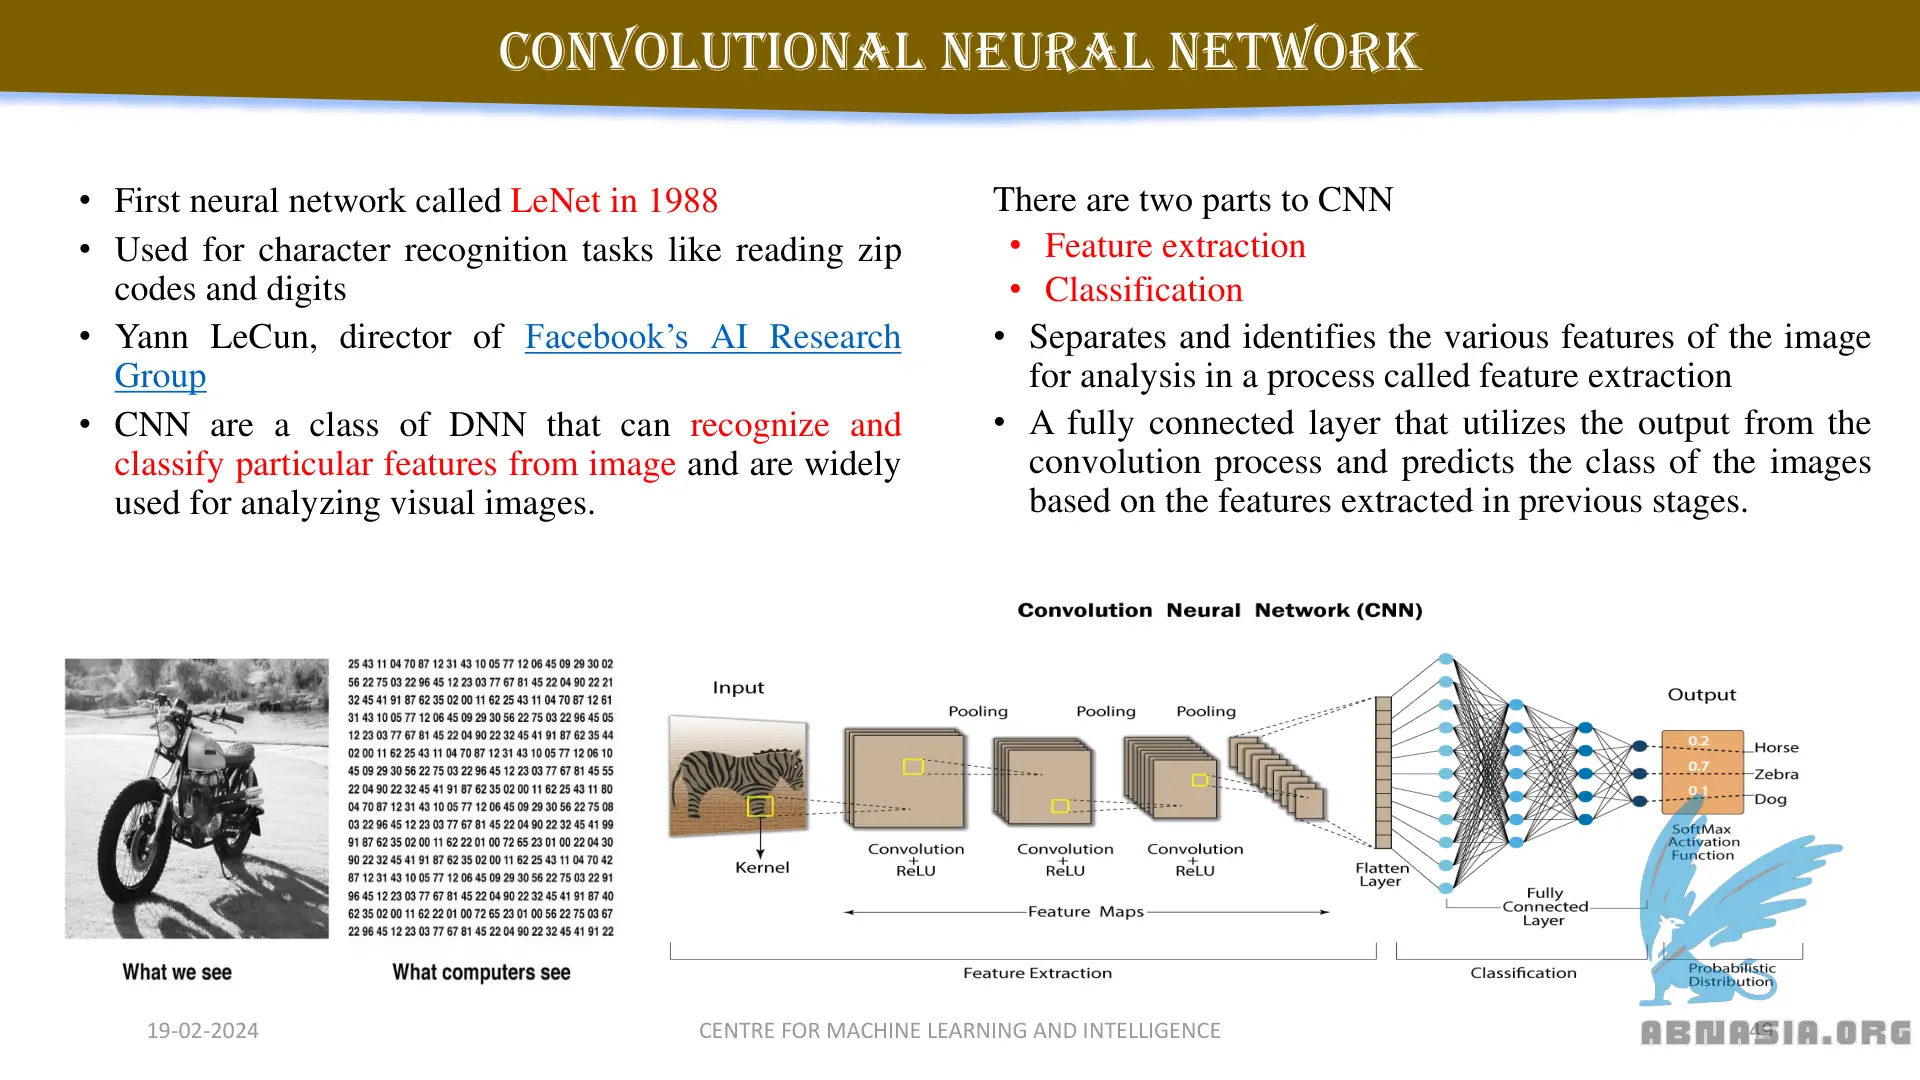 CONVOLUTIONAL NEURAL NETWORK
• First neural network called LeNet in 1988
• Used for character recognition tasks like reading zip
codes and digits
• Yann LeCun, director of Facebook's AI Research
Group
• CNN are a class of DNN that can recognize and
classify particular features from image and are widely
used for analyzing visual images.
There are two parts to CNN
• Feature extraction
• Classification
• Separates and identifies the various features of the image
for analysis in a process called feature extraction
• A fully connected layer that utilizes the output from the
convolution process and predicts the class of the images
based on the features extracted in previous stages.
25 43 11 04 70 87 12 31 43 10 05 77 12 06 45 09 29 30 02
56 22 75 03 22 96 45 12 23 03 77 67 81 45 22 04 90 22 21
32 45 41 91 87 62 35 02 00 11 62 25 43 11 04 70 87 12 61
31 43 10 05 77 12 06 45 09 29 30 56 22 75 03 22 96 45 05
12 23 03 77 67 81 45 22 04 90 22 32 45 41 91 87 62 35 44
02 00 11 62 25 43 11 04 70 87 12 31 43 10 05 77 12 06 10
45 09 29 30 56 22 75 03 22 96 45 12 23 03 77 67 81 45 55
22 04 90 22 32 45 41 91 87 62 35 02 00 11 62 25 43 11 80
04 70 87 12 31 43 10 05 77 12 06 45 09 29 30 56 22 75 08
03 22 96 45 12 23 03 77 67 81 45 22 04 90 22 32 45 41 99
91 87 62 35 02 00 11 62 22 01 00 72 65 23 01 00 22 04 30
90 22 32 45 41 91 87 62 35 02 00 11 62 25 43 11 04 70 42
87 12 31 43 10 05 77 12 06 45 09 29 30 56 22 75 03 22 91
96 45 12 23 03 77 67 81 45 22 04 90 22 32 45 41 91 87 40
62 35 02 00 11 62 22 01 00 72 65 23 01 00 56 22 75 03 67
22 96 45 12 23 03 77 67 81 45 22 04 90 22 32 45 41 91 22
What we see
What computers see
Convolution Neural Network (CNN)
Input
Kernel
Pooling
Pooling
Pooling
Convolution
+
ReLU
Convolution
+
ReLU
Convolution
+
ReLU
Feature Maps
Flatten
Layer
Fully
Connected
Layer
Output
0.2
0.7
0.1
Horse
Zebra
Dog
SoftMax
Activation
Function
Feature Extraction
Classification
Probabilistic
Distribution
19-02-2024
CENTRE FOR MACHINE LEARNING AND INTELLIGENCE
ABNASIA.ORG